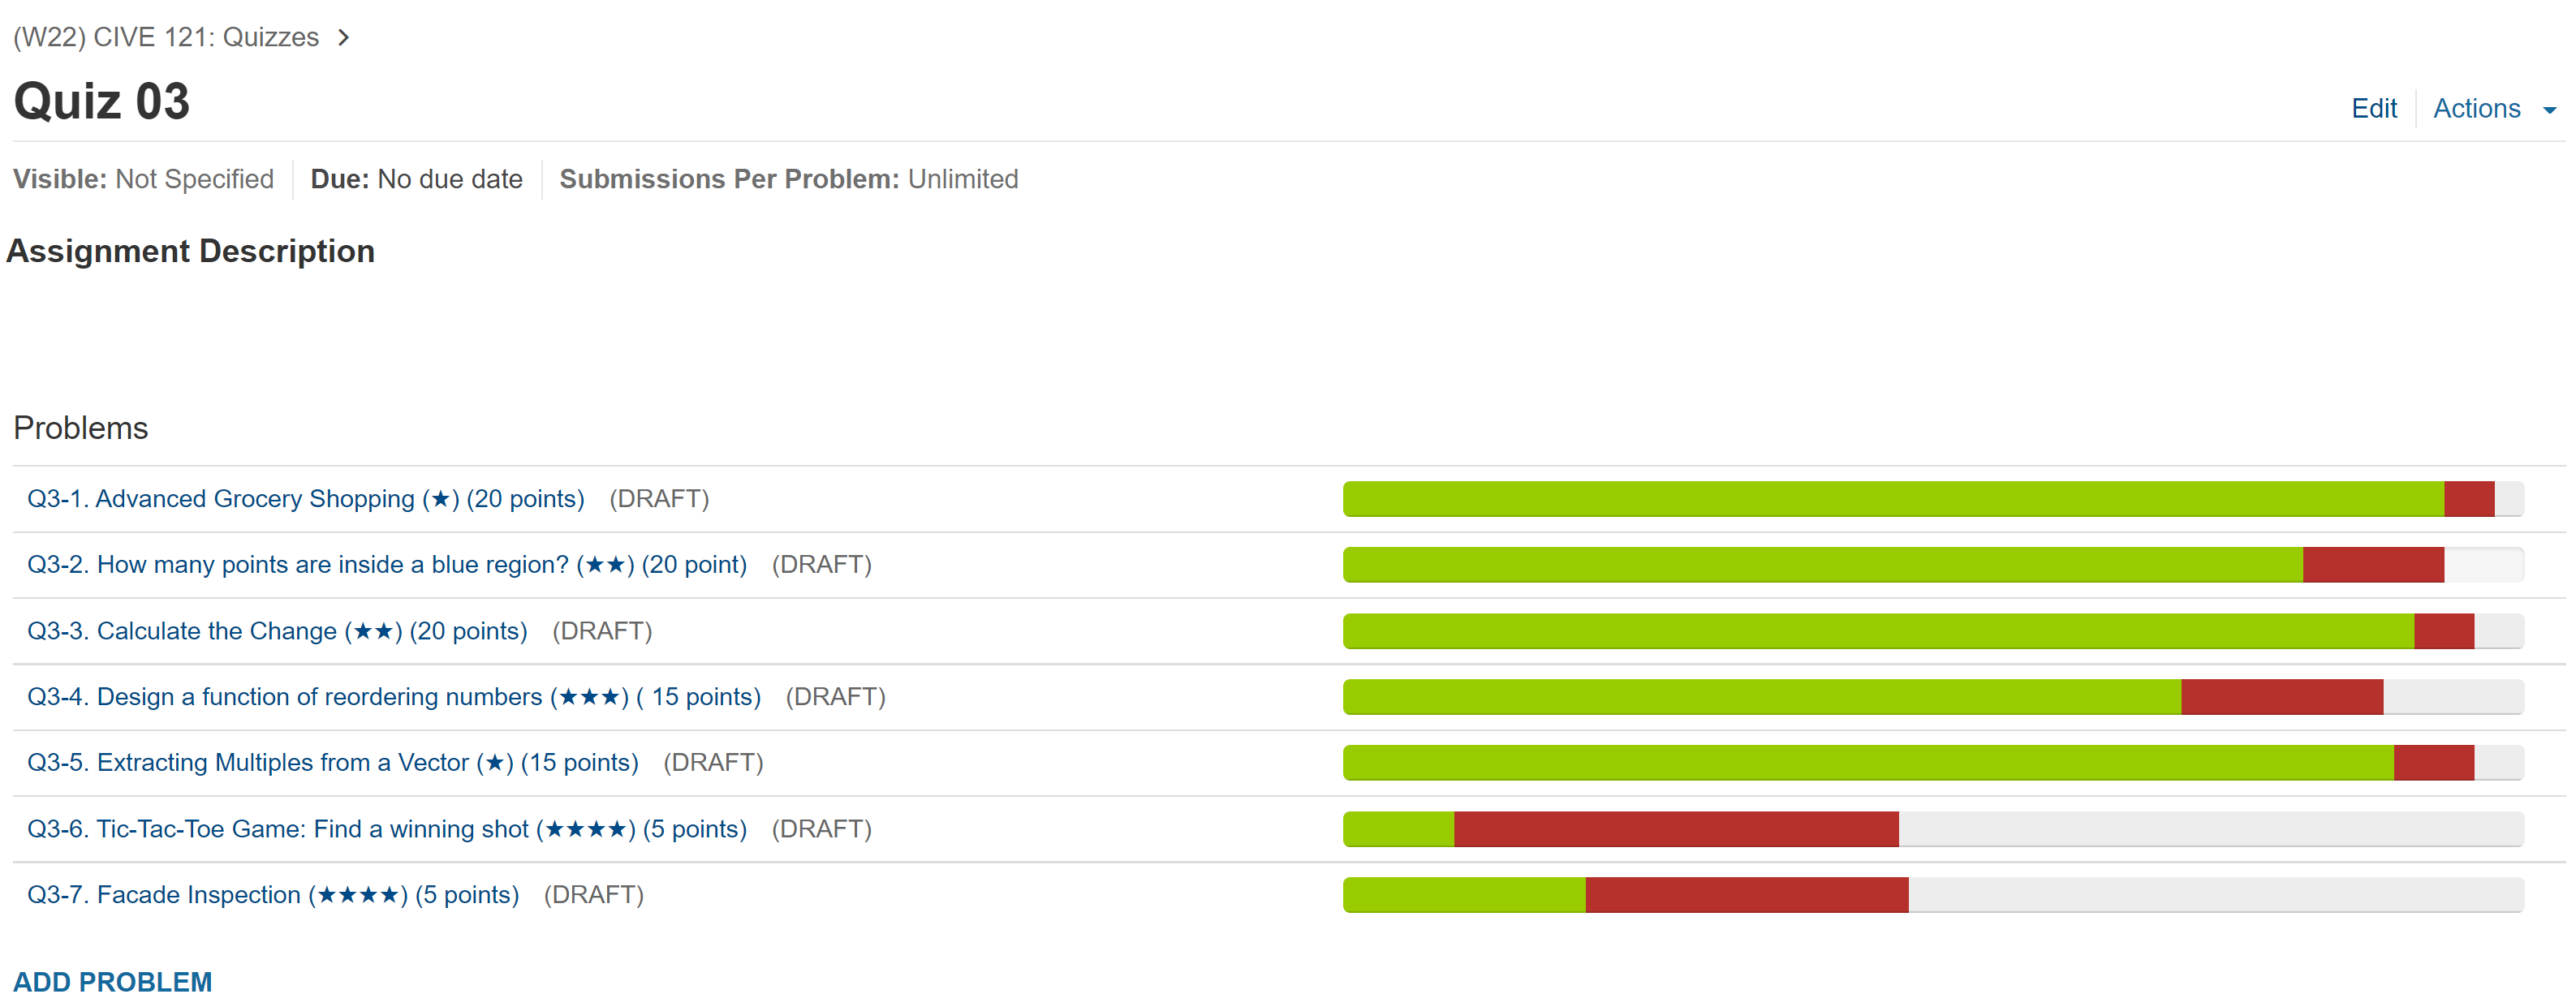 (W22) CIVE 121: Quizzes >
Quiz 03
Edit Actions
Visible: Not Specified Due: No due date Submissions Per Problem: Unlimited
Assignment Description
Problems
Q3-1. Advanced Grocery Shopping (★) (20 points) (DRAFT)
Q3-2. How many points are inside a blue region? (★★) (20 point) (DRAFT)
Q3-3. Calculate the Change (★★) (20 points) (DRAFT)
Q3-4. Design a function of reordering numbers (★★★) ( 15 points) (DRAFT)
Q3-5. Extracting Multiples from a Vector (★) (15 points) (DRAFT)
Q3-6. Tic-Tac-Toe Game: Find a winning shot (★★★★) (5 points) (DRAFT)
Q3-7. Facade Inspection (★★★★) (5 points) (DRAFT)
ADD PROBLEM